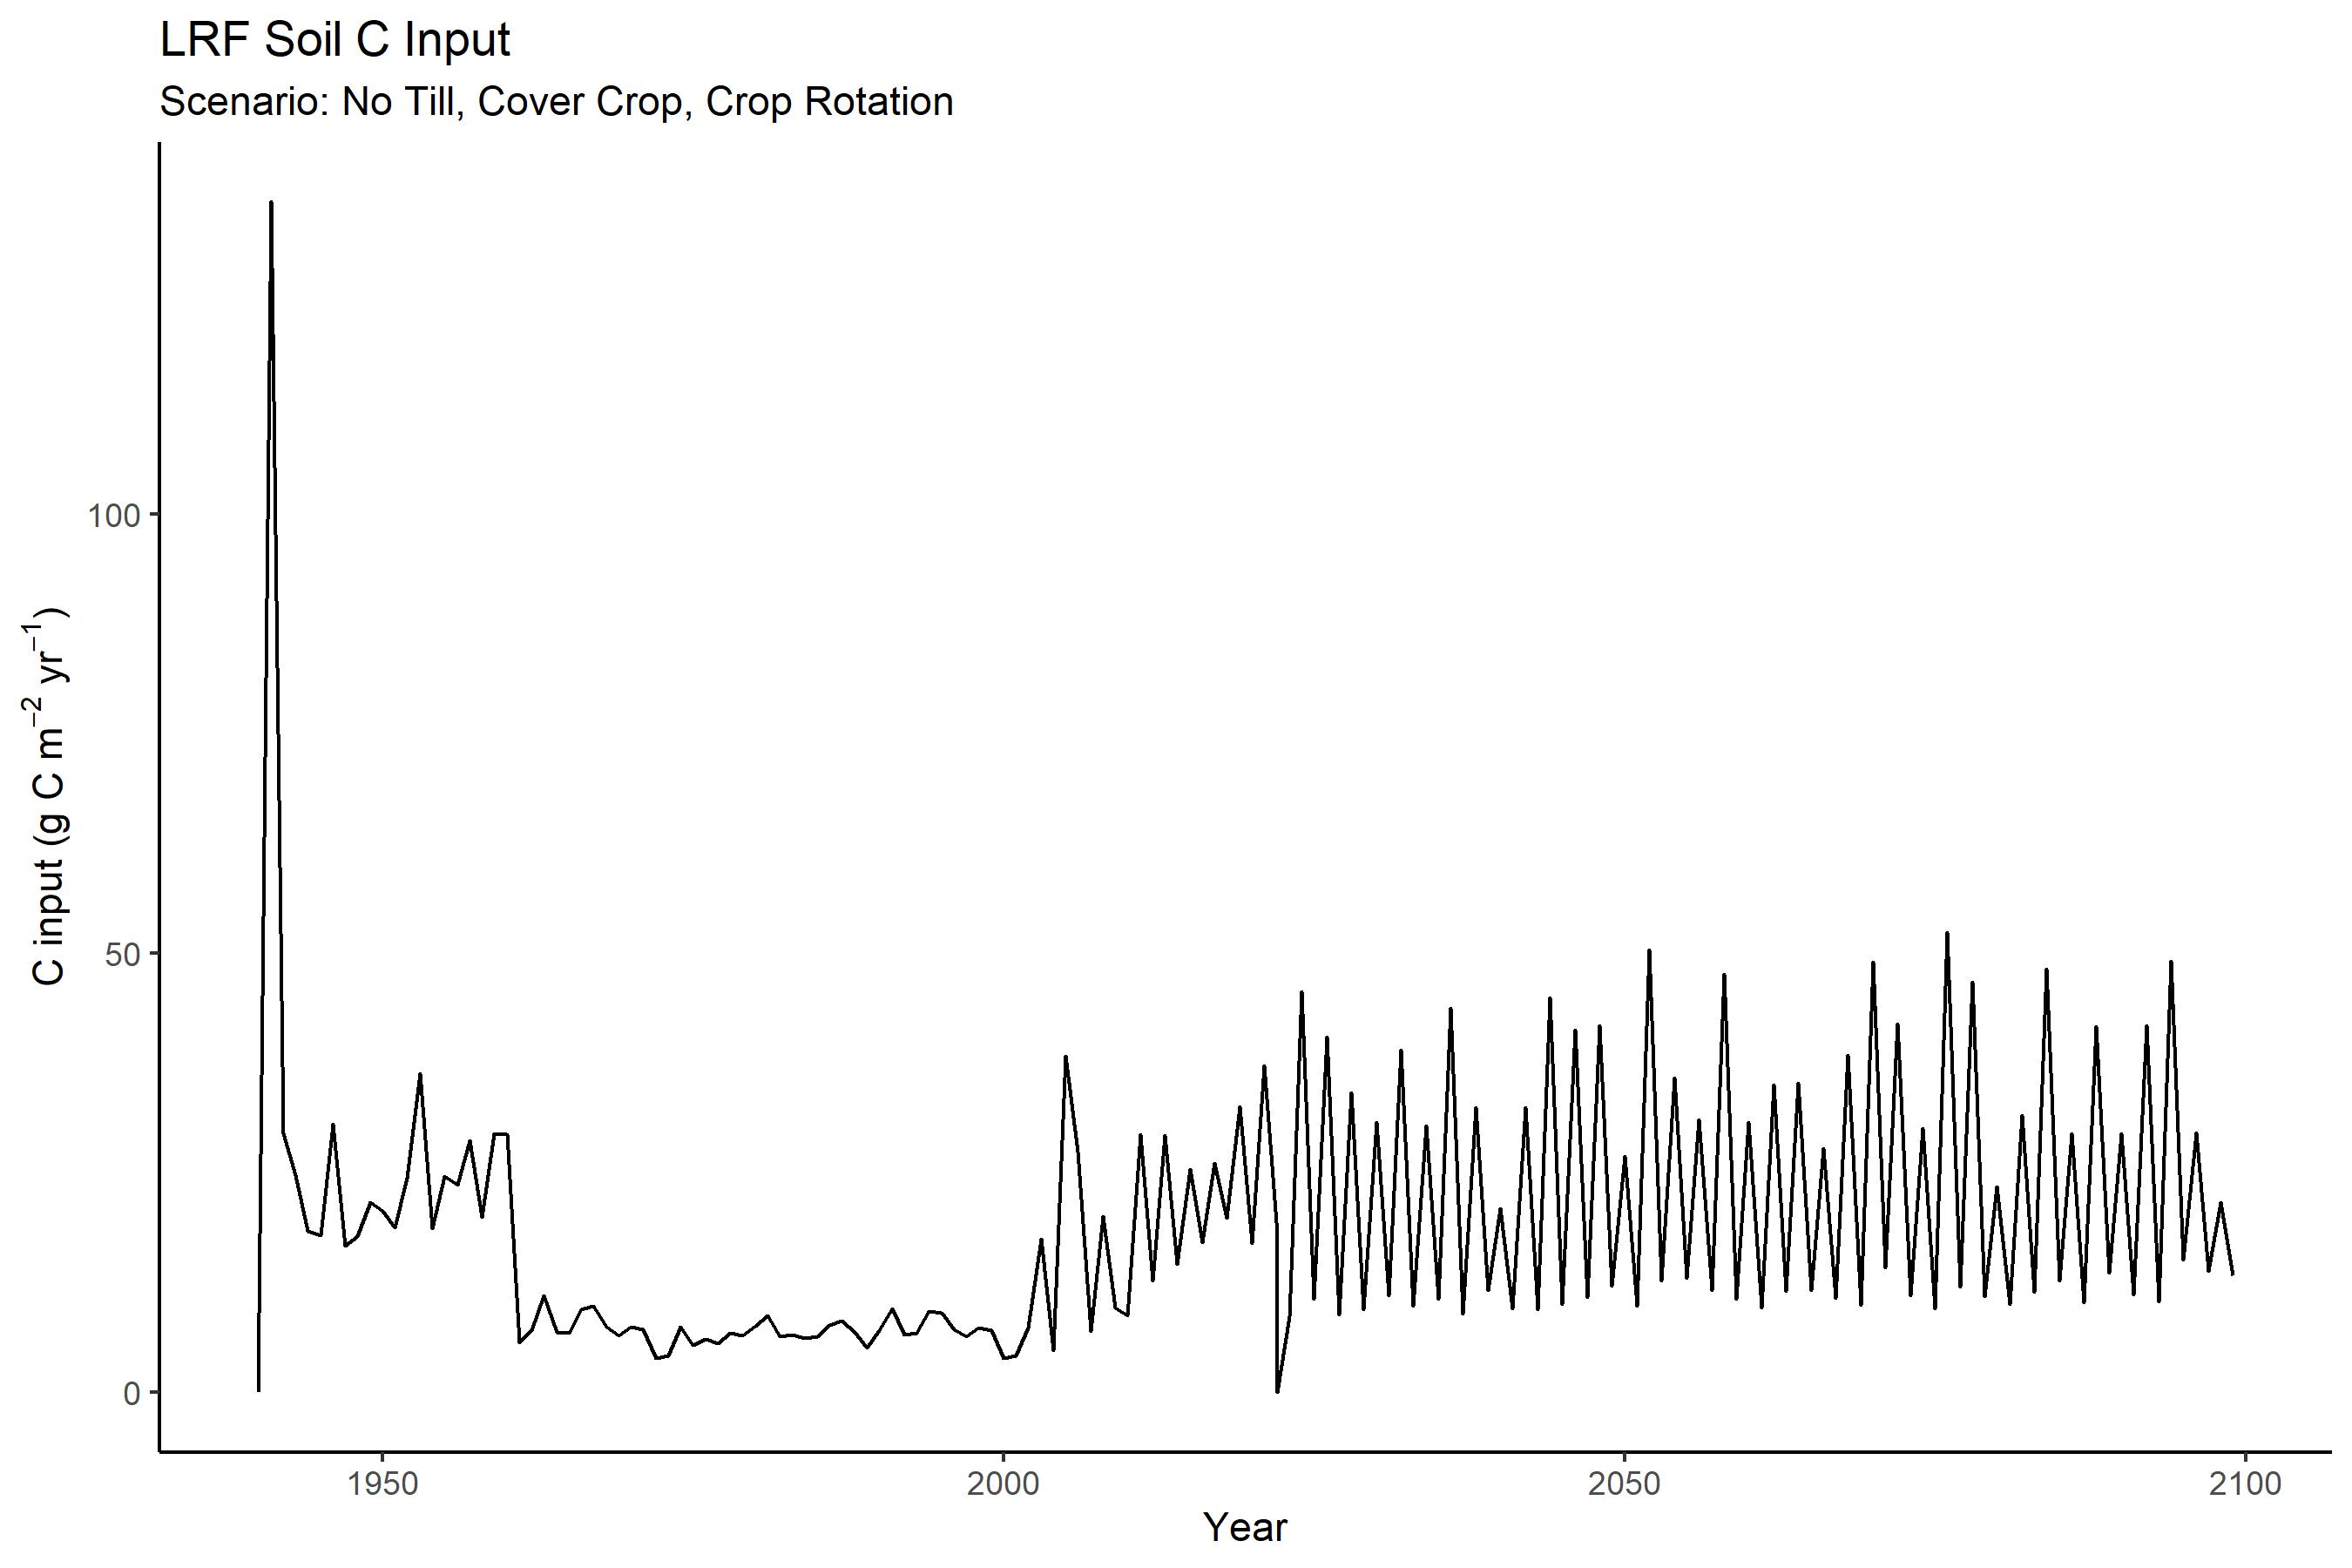 LRF Soil C Input
Scenario: No Till, Cover Crop, Crop Rotation
C input (g C m⁻² yr⁻¹)
100
50
0
1950 2000 2050 2100
Year